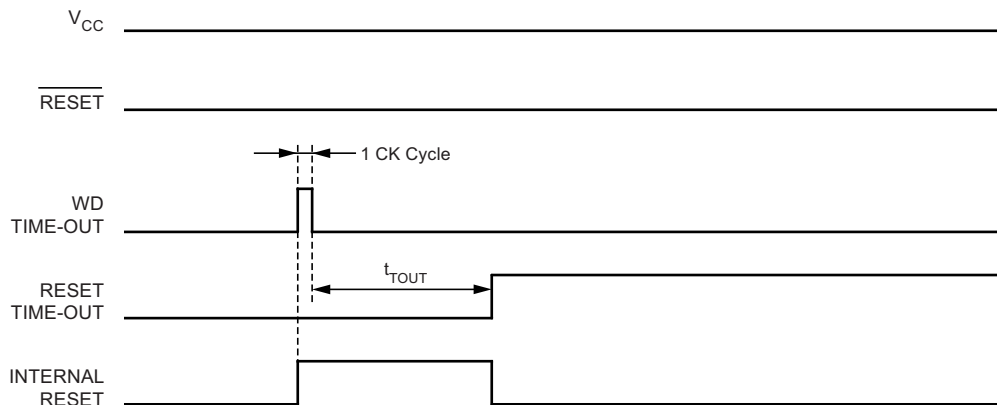 VCC
RESET
1 CK Cycle
WD
TIME-OUT
tTOUT
RESET
TIME-OUT
INTERNAL
RESET